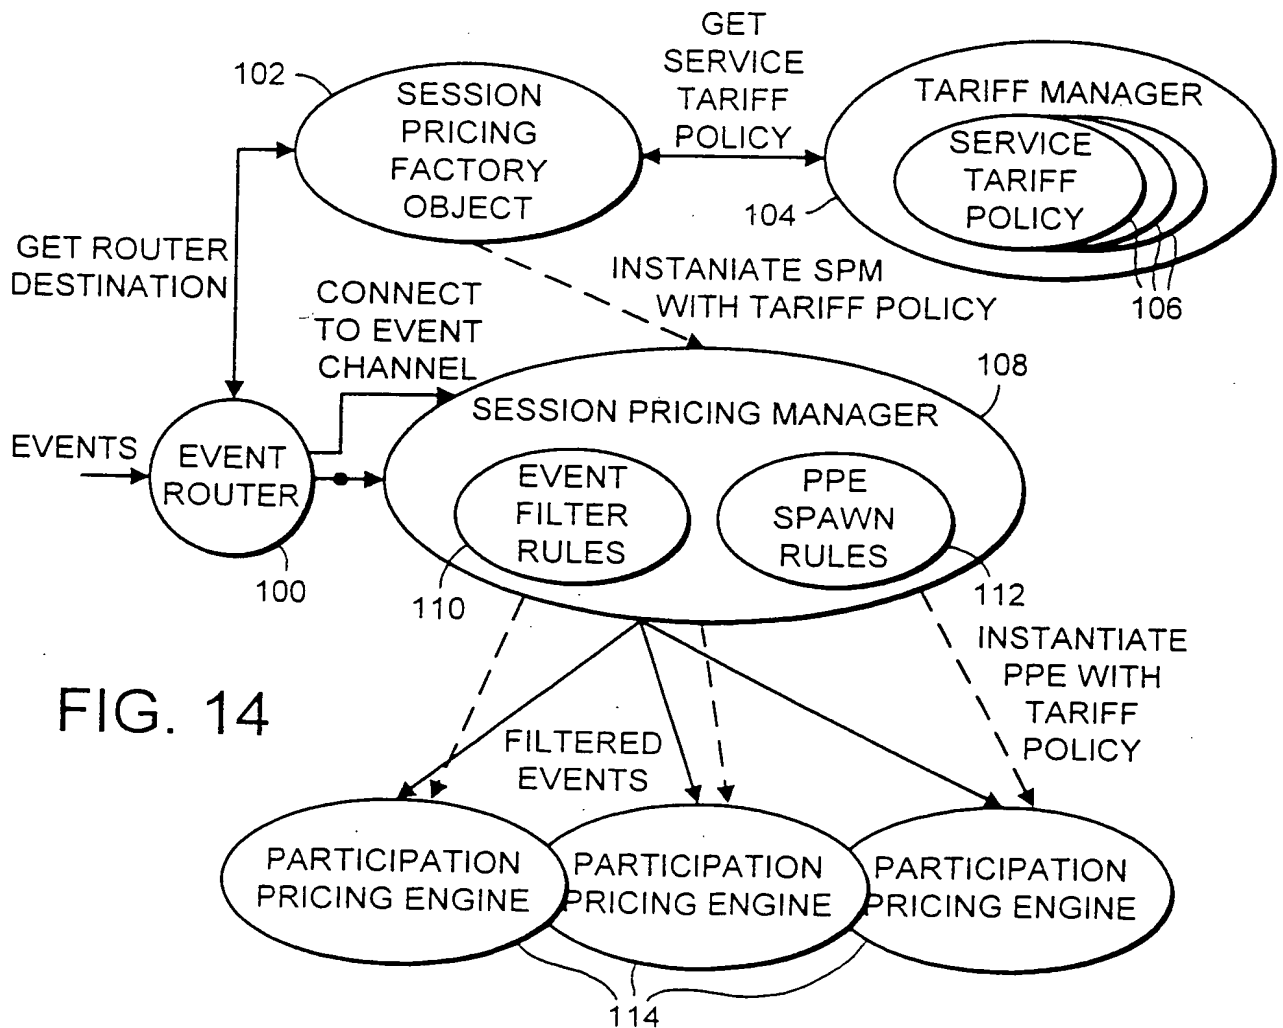 102
SESSION
PRICING
FACTORY
OBJECT
GET
SERVICE
TARIFF
POLICY
TARIFF MANAGER
SERVICE
TARIFF
POLICY
104
106
GET ROUTER
DESTINATION
INSTANIATE SPM
WITH TARIFF POLICY
CONNECT
TO EVENT
CHANNEL
108
SESSION PRICING MANAGER
EVENTS
EVENT
ROUTER
100
EVENT
FILTER
RULES
110
PPE
SPAWN
RULES
112
INSTANTIATE
PPE WITH
TARIFF
POLICY
FIG. 14
FILTERED
EVENTS
PARTICIPATION
PRICING ENGINE
PARTICIPATION
PRICING ENGINE
PARTICIPATION
PRICING ENGINE
114